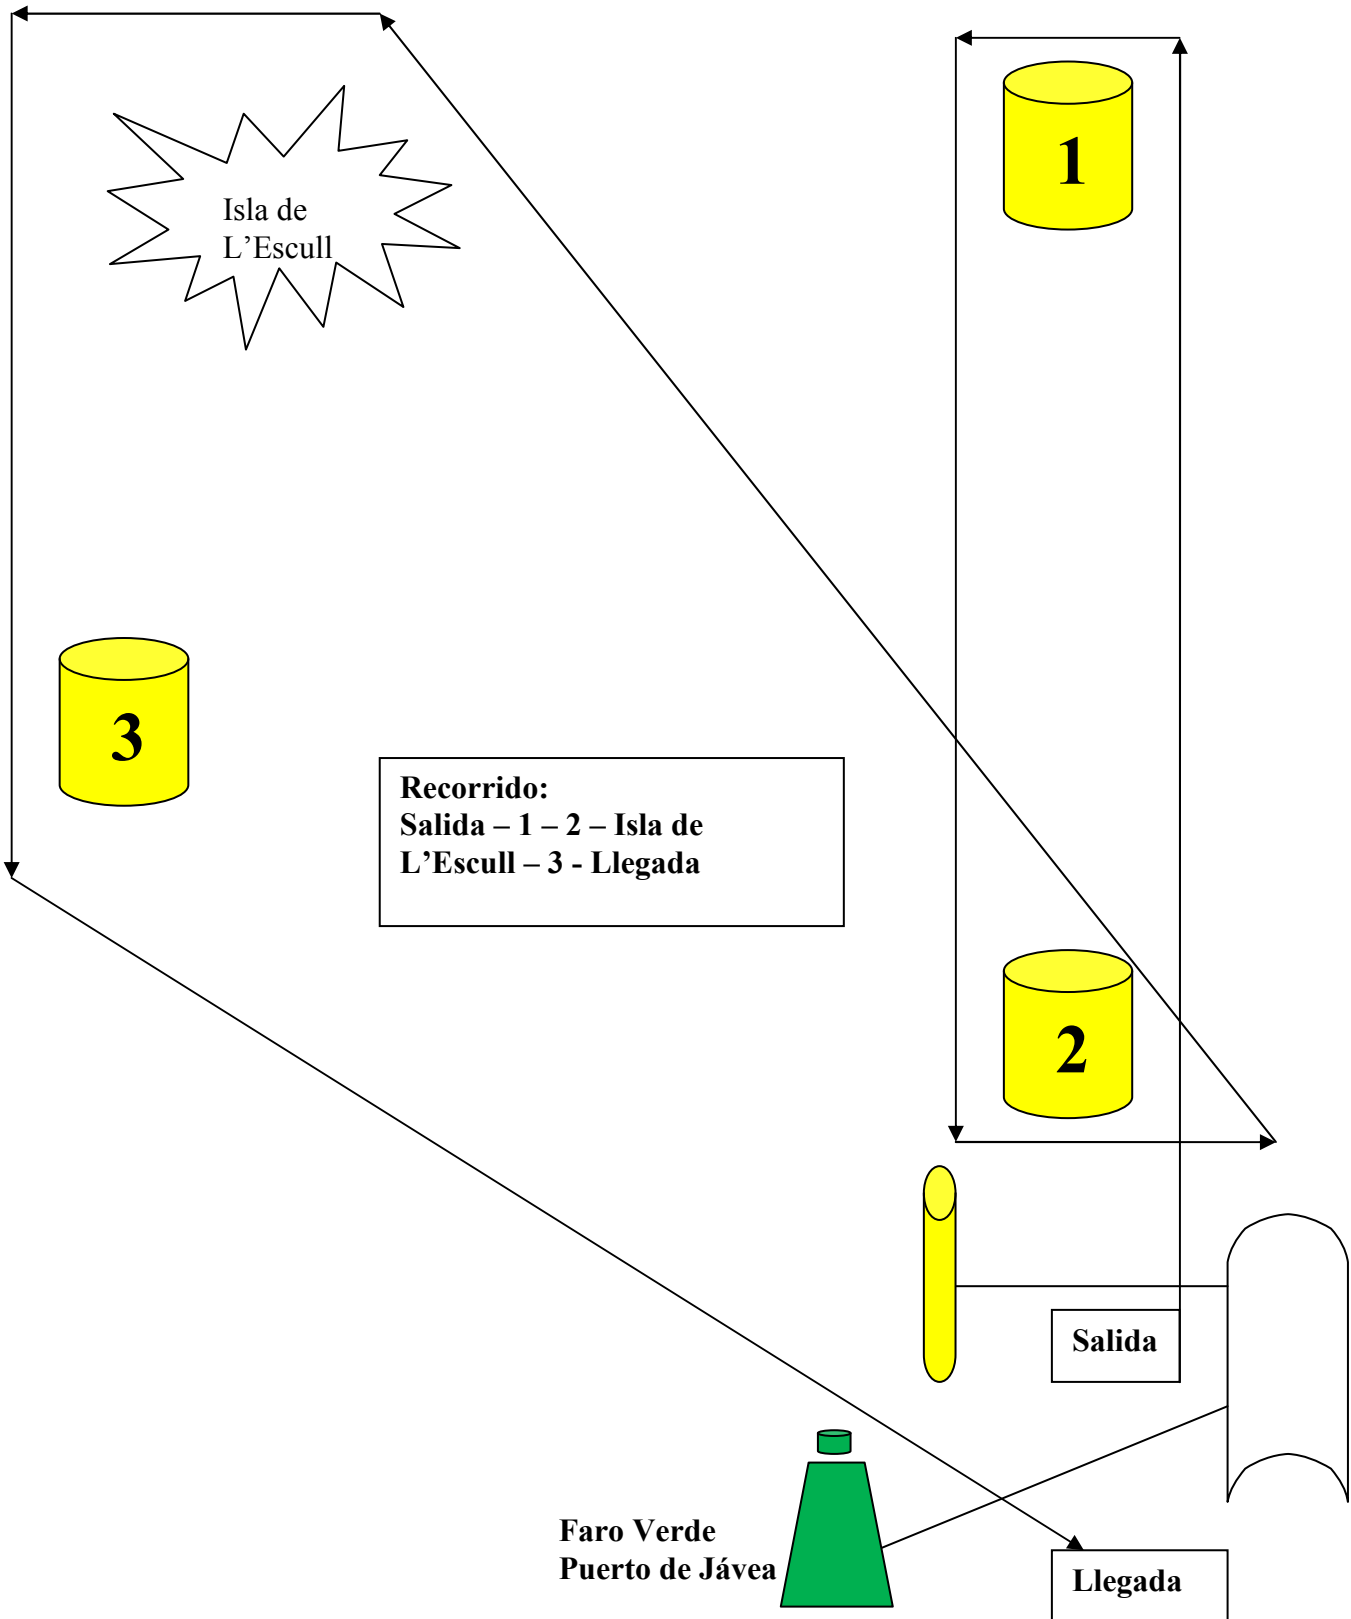 1
Isla de
L’Escull
3
Recorrido:
Salida – 1 – 2 – Isla de
L’Escull – 3 - Llegada
2
Salida
Faro Verde
Puerto de Jávea
Llegada